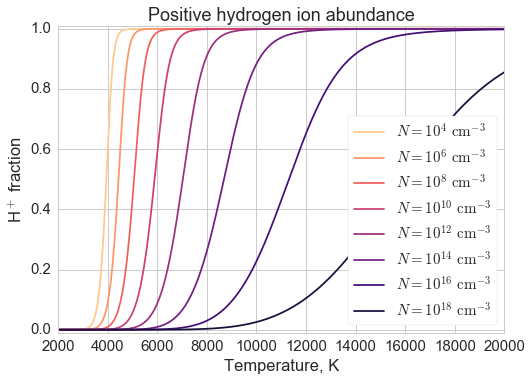 Positive hydrogen ion abundance
1.0
0.8
0.6
0.4
0.2
0.0
H⁺ fraction
N = 10⁴ cm⁻³
N = 10⁶ cm⁻³
N = 10⁸ cm⁻³
N = 10¹⁰ cm⁻³
N = 10¹² cm⁻³
N = 10¹⁴ cm⁻³
N = 10¹⁶ cm⁻³
N = 10¹⁸ cm⁻³
2000 4000 6000 8000 10000 12000 14000 16000 18000 20000
Temperature, K